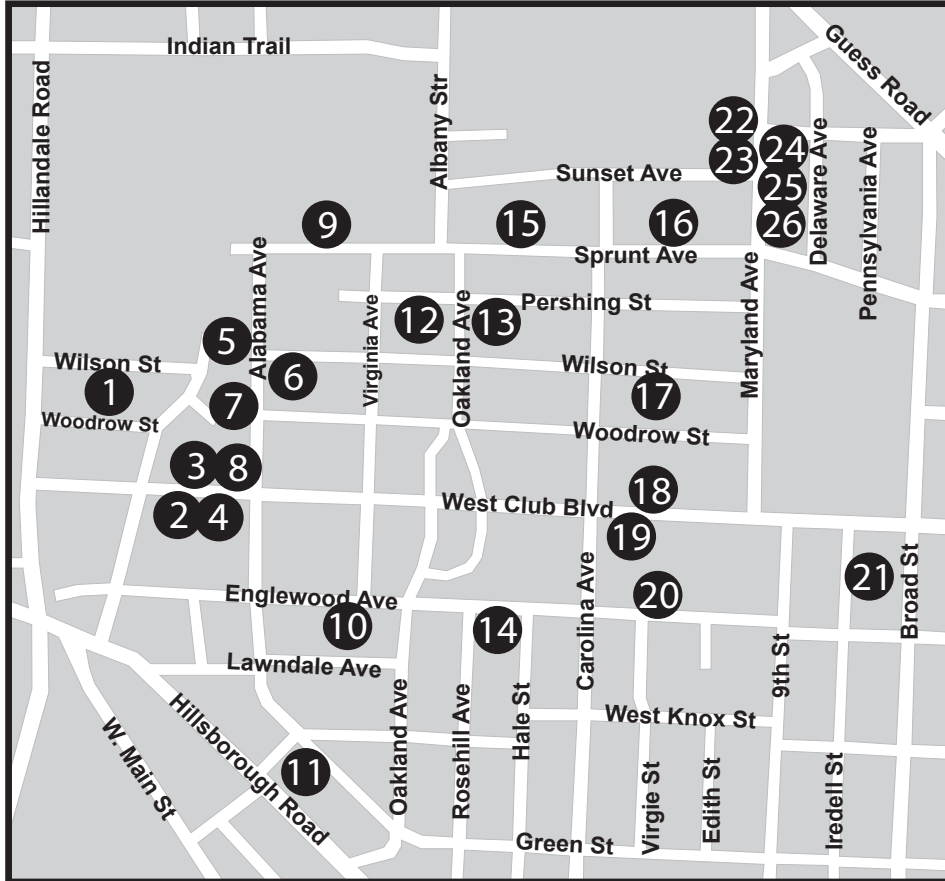 Indian Trail
Guess Road
Hillandale Road
Albany Str
22
23
24
25
26
Sunset Ave
Delaware Ave
Pennsylvania Ave
9
15
16
Sprunt Ave
Alabama Ave
Maryland Ave
Pershing St
5
12
13
Virginia Ave
Oakland Ave
Wilson St
Wilson St
1
6
7
17
Woodrow St
Woodrow St
3
8
18
2
4
West Club Blvd
19
Carolina Ave
21
Broad St
Englewood Ave
20
10
14
Lawndale Ave
9th St
Hillsborough Road
W. Main St
Oakland Ave
Rosehill Ave
Hale St
West Knox St
11
Virgie St
Edith St
Iredell St
Green St